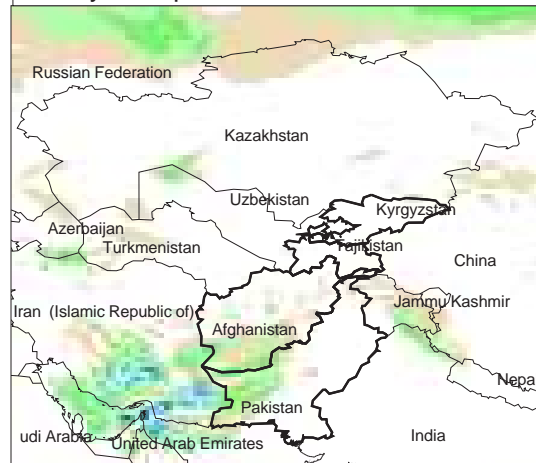 Russian Federation
Kazakhstan
Uzbekistan
Kyrgyzstan
Azerbaijan
Turkmenistan
Tajikistan
China
Iran (Islamic Republic of)
Jammu Kashmir
Afghanistan
Nepa
Pakistan
udi Arabia
United Arab Emirates
India